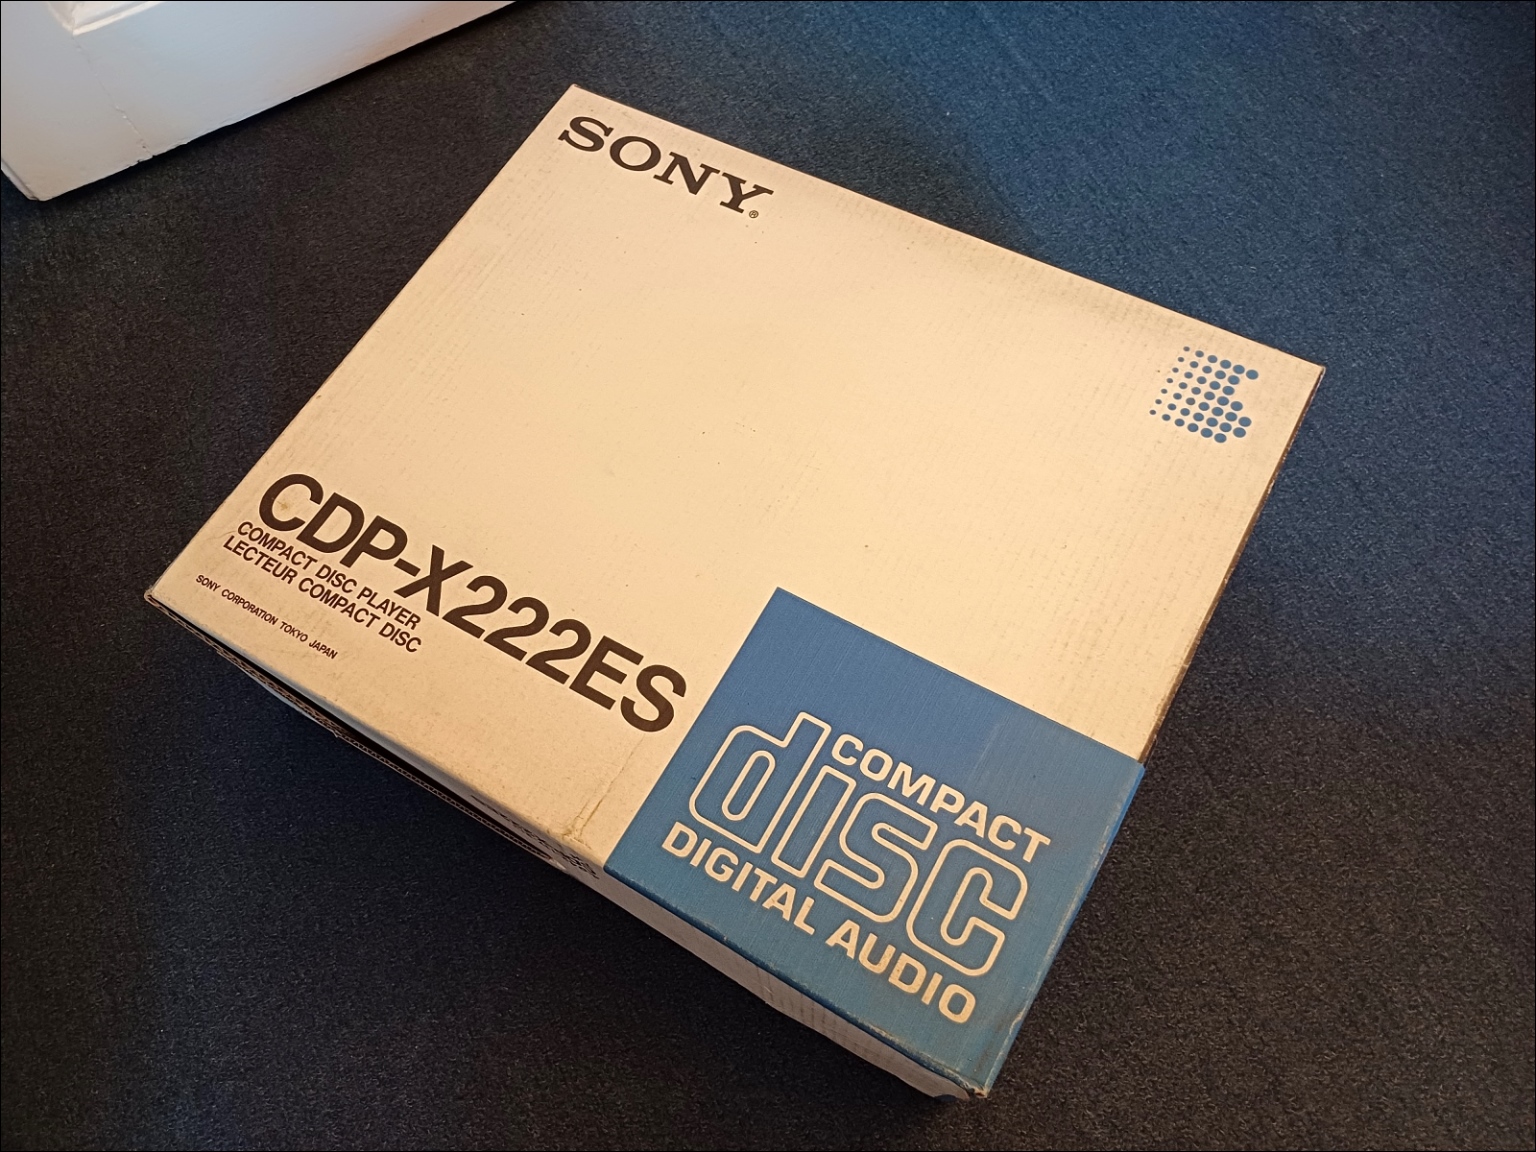 SONY®
CDP-X222ES
COMPACT DISC PLAYER
LECTEUR COMPACT DISC
SONY CORPORATION TOKYO JAPAN
COMPACT
disc
DIGITAL AUDIO